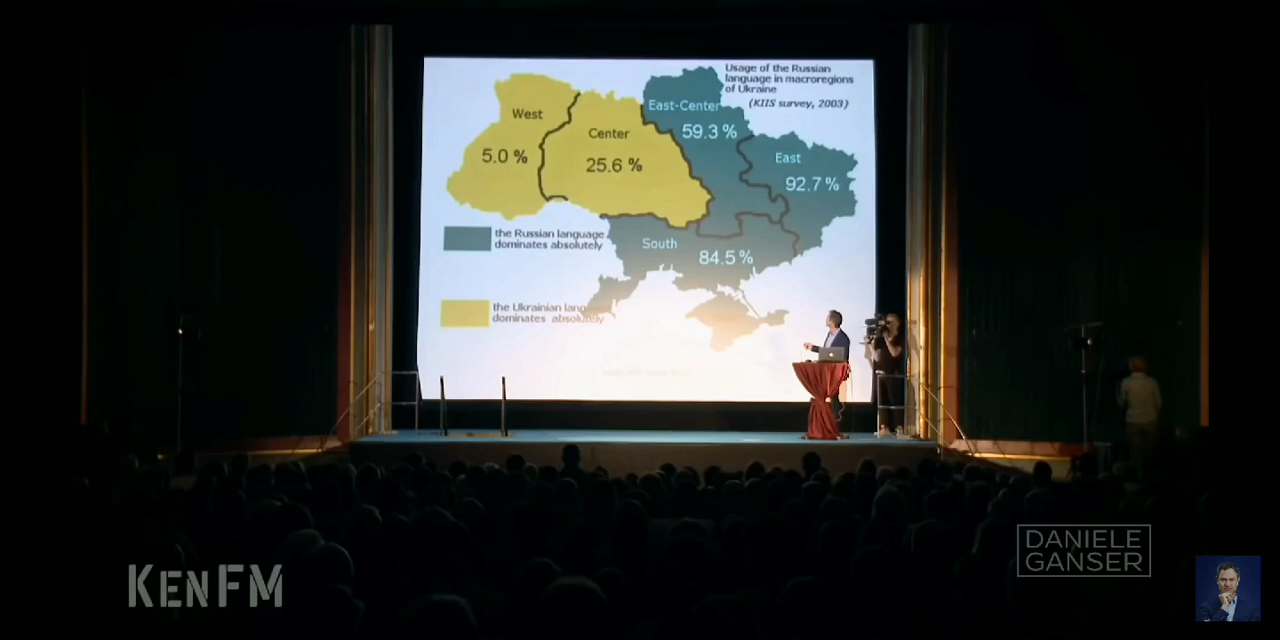 Usage of the Russian
language in macroregions
of Ukraine
(KIIS survey, 2003)
West
5.0 %
Center
25.6 %
East-Center
59.3 %
East
92.7 %
South
84.5 %
the Russian language
dominates absolutely
the Ukrainian language
dominates absolutely
KENFM
DANIELE
GANSER